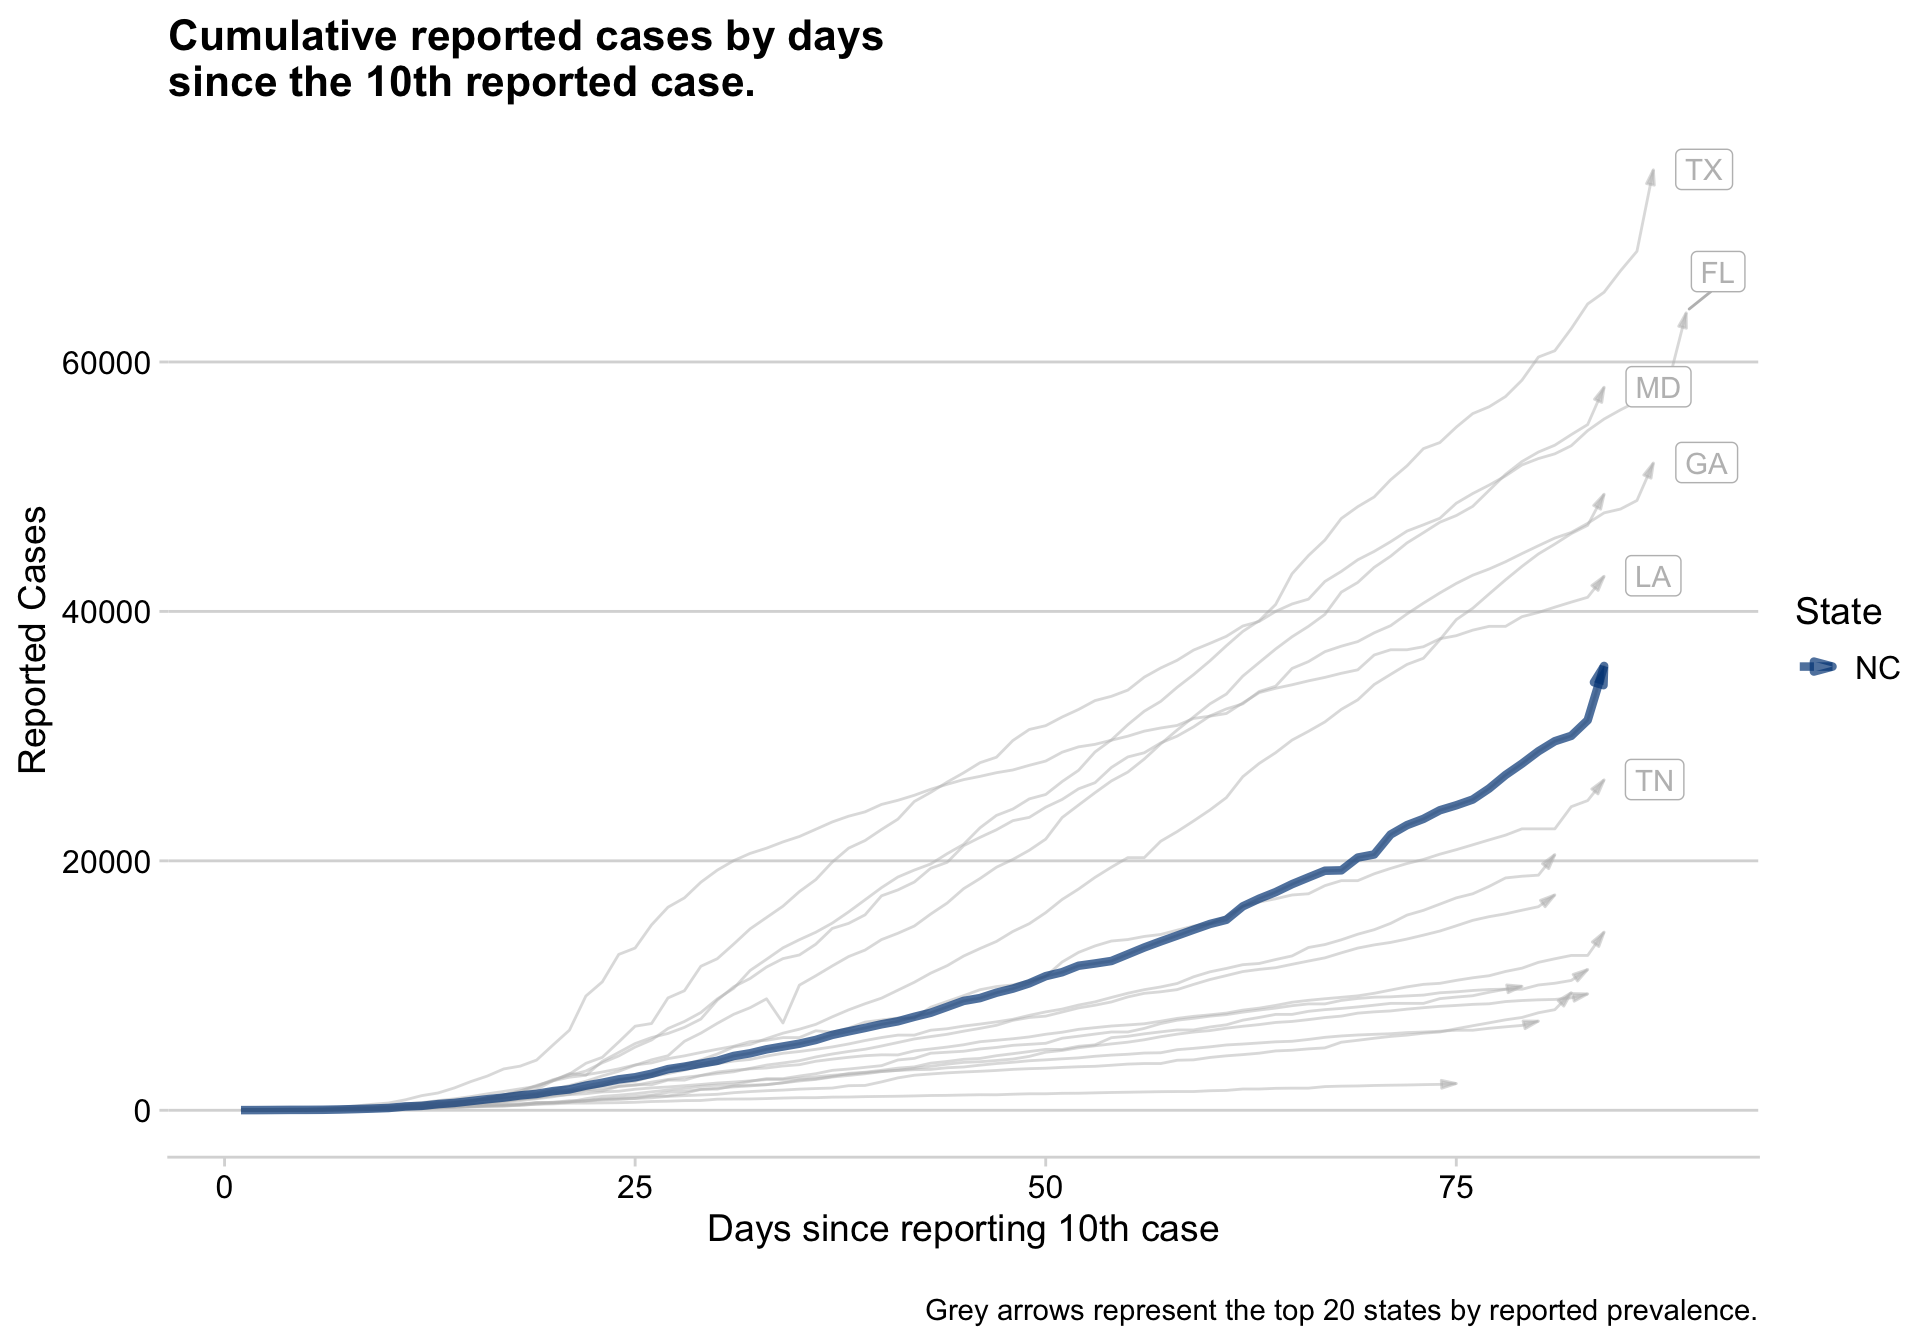 Cumulative reported cases by days
since the 10th reported case.
TX
FL
60000
MD
GA
Reported Cases
LA
40000
State
NC
TN
20000
0
0 25 50 75
Days since reporting 10th case
Grey arrows represent the top 20 states by reported prevalence.